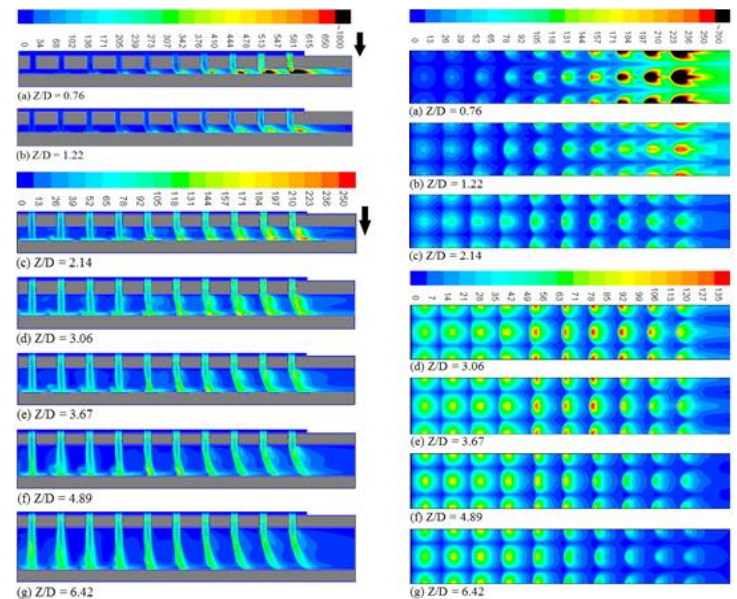 0 34 68 102 136 171 205 239 273 307 342 376 410 444 478 513 547 581 615 650 ~1800
(a) Z/D = 0.76
(b) Z/D = 1.22
0 13 26 39 52 65 78 92 105 118 131 144 157 171 184 197 210 223 236 250
(c) Z/D = 2.14
(d) Z/D = 3.06
(e) Z/D = 3.67
(f) Z/D = 4.89
(g) Z/D = 6.42
0 13 26 39 52 65 78 92 105 118 131 144 157 171 184 197 210 223 236 250 ~700
(a) Z/D = 0.76
(b) Z/D = 1.22
(c) Z/D = 2.14
0 7 14 21 28 35 42 49 56 63 71 78 85 92 99 106 113 120 127 135
(d) Z/D = 3.06
(e) Z/D = 3.67
(f) Z/D = 4.89
(g) Z/D = 6.42